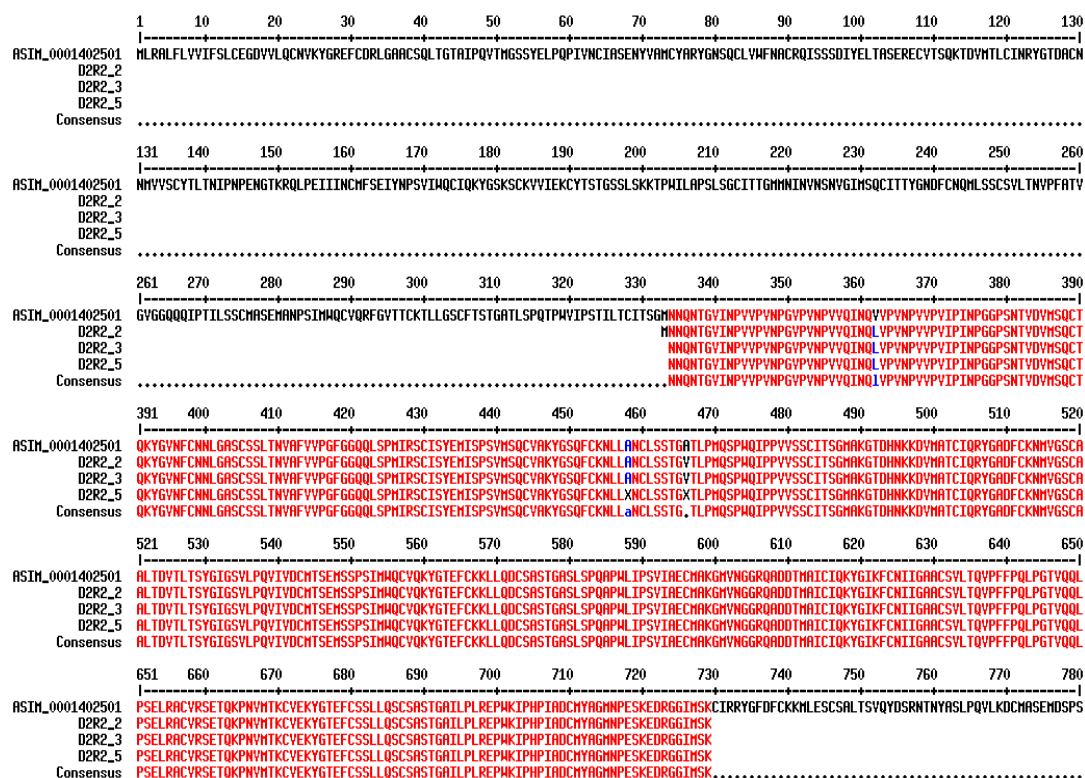 1 10 20 30 40 50 60 70 80 90 100 110 120 130
|--------+---------+---------+---------+---------+---------+---------+---------+---------+---------+---------+---------+---------|
ASIM_0001402501 MLRALFLVVIFSLCEGDVVLQCNVKYGREFCDRLGAACSQLTGTAIPQVTMGSSYELPQPIVNCIASENYVAMCYARYGNSQCLVWFNACRQISSSDIYELTASERECVTSQKTDVMTLCINRYGTDACN
D2R2_2
D2R2_3
D2R2_5
Consensus ..................................................................................................................................
131 140 150 160 170 180 190 200 210 220 230 240 250 260
|--------+---------+---------+---------+---------+---------+---------+---------+---------+---------+---------+---------+---------|
ASIM_0001402501 NMVVSCYTLTNIPNPENGTKRQLPEIIINCMFSEIYNPSVIWQCIQKYGSKSCKVVIEKCYTSTGSSLSKKTPWILAPSLSGCITTGMMNINVNSNVGIMSQCITTYGNDFCNQMLSSCSVLTNVPFATV
D2R2_2
D2R2_3
D2R2_5
Consensus ..................................................................................................................................
261 270 280 290 300 310 320 330 340 350 360 370 380 390
|--------+---------+---------+---------+---------+---------+---------+---------+---------+---------+---------+---------+---------|
ASIM_0001402501 GVGGQQQIPTILSSCMASEMANPSIMWQCVQRFGVTTCKTLLGSCFTSTGATLSPQTPWVIPSTILTCITSGMNNQNTGVINPVVPVNPGVPVNPVVQINQVVPVNPVVPVIPINPGGPSNTVDVMSQCT
D2R2_2 MNNQNTGVINPVVPVNPGVPVNPVVQINQLVPVNPVVPVIPINPGGPSNTVDVMSQCT
D2R2_3 NNQNTGVINPVVPVNPGVPVNPVVQINQLVPVNPVVPVIPINPGGPSNTVDVMSQCT
D2R2_5 NNQNTGVINPVVPVNPGVPVNPVVQINQLVPVNPVVPVIPINPGGPSNTVDVMSQCT
Consensus .........................................................................NNQNTGVINPVVPVNPGVPVNPVVQINQlVPVNPVVPVIPINPGGPSNTVDVMSQCT
391 400 410 420 430 440 450 460 470 480 490 500 510 520
|--------+---------+---------+---------+---------+---------+---------+---------+---------+---------+---------+---------+---------|
ASIM_0001402501 QKYGVNFCNNLGASCSSLTNVAFVVPGFGGQQLSPMIRSCISYEMISPSVMSQCVAKYGSQFCKNLLANCLSSTGATLPMQSPWQIPPVVSSCITSGMAKGTDHNKKDVMATCIQRYGADFCKNMVGSCA
D2R2_2 QKYGVNFCNNLGASCSSLTNVAFVVPGFGGQQLSPMIRSCISYEMISPSVMSQCVAKYGSQFCKNLLANCLSSTGVTLPMQSPWQIPPVVSSCITSGMAKGTDHNKKDVMATCIQRYGADFCKNMVGSCA
D2R2_3 QKYGVNFCNNLGASCSSLTNVAFVVPGFGGQQLSPMIRSCISYEMISPSVMSQCVAKYGSQFCKNLLANCLSSTGVTLPMQSPWQIPPVVSSCITSGMAKGTDHNKKDVMATCIQRYGADFCKNMVGSCA
D2R2_5 QKYGVNFCNNLGASCSSLTNVAFVVPGFGGQQLSPMIRSCISYEMISPSVMSQCVAKYGSQFCKNLLXNCLSSTGXTLPMQSPWQIPPVVSSCITSGMAKGTDHNKKDVMATCIQRYGADFCKNMVGSCA
Consensus QKYGVNFCNNLGASCSSLTNVAFVVPGFGGQQLSPMIRSCISYEMISPSVMSQCVAKYGSQFCKNLLaNCLSSTG.TLPMQSPWQIPPVVSSCITSGMAKGTDHNKKDVMATCIQRYGADFCKNMVGSCA
521 530 540 550 560 570 580 590 600 610 620 630 640 650
|--------+---------+---------+---------+---------+---------+---------+---------+---------+---------+---------+---------+---------|
ASIM_0001402501 ALTDVTLTSYGIGSVLPQVIVDCMTSEMSSPSIMWQCVQKYGTEFCKKLLQDCSASTGASLSPQAPWLIPSVIAECMAKGMVNGGRQADDTMAICIQKYGIKFCNIIGAACSVLTQVPFFPQLPGTVQQL
D2R2_2 ALTDVTLTSYGIGSVLPQVIVDCMTSEMSSPSIMWQCVQKYGTEFCKKLLQDCSASTGASLSPQAPWLIPSVIAECMAKGMVNGGRQADDTMAICIQKYGIKFCNIIGAACSVLTQVPFFPQLPGTVQQL
D2R2_3 ALTDVTLTSYGIGSVLPQVIVDCMTSEMSSPSIMWQCVQKYGTEFCKKLLQDCSASTGASLSPQAPWLIPSVIAECMAKGMVNGGRQADDTMAICIQKYGIKFCNIIGAACSVLTQVPFFPQLPGTVQQL
D2R2_5 ALTDVTLTSYGIGSVLPQVIVDCMTSEMSSPSIMWQCVQKYGTEFCKKLLQDCSASTGASLSPQAPWLIPSVIAECMAKGMVNGGRQADDTMAICIQKYGIKFCNIIGAACSVLTQVPFFPQLPGTVQQL
Consensus ALTDVTLTSYGIGSVLPQVIVDCMTSEMSSPSIMWQCVQKYGTEFCKKLLQDCSASTGASLSPQAPWLIPSVIAECMAKGMVNGGRQADDTMAICIQKYGIKFCNIIGAACSVLTQVPFFPQLPGTVQQL
651 660 670 680 690 700 710 720 730 740 750 760 770 780
|--------+---------+---------+---------+---------+---------+---------+---------+---------+---------+---------+---------+---------|
ASIM_0001402501 PSELRACVRSETQKPNVMTKCVEKYGTEFCSSLLQSCSASTGAILPLREPWKIPHPIADCMYAGMNPESKEDRGGIMSKCIRRYGFDFCKKMLESCSALTSVQYDSRNTNYASLPQVLKDCMASEMDSPS
D2R2_2 PSELRACVRSETQKPNVMTKCVEKYGTEFCSSLLQSCSASTGAILPLREPWKIPHPIADCMYAGMNPESKEDRGGIMSK
D2R2_3 PSELRACVRSETQKPNVMTKCVEKYGTEFCSSLLQSCSASTGAILPLREPWKIPHPIADCMYAGMNPESKEDRGGIMSK
D2R2_5 PSELRACVRSETQKPNVMTKCVEKYGTEFCSSLLQSCSASTGAILPLREPWKIPHPIADCMYAGMNPESKEDRGGIMSK
Consensus PSELRACVRSETQKPNVMTKCVEKYGTEFCSSLLQSCSASTGAILPLREPWKIPHPIADCMYAGMNPESKEDRGGIMSK...................................................